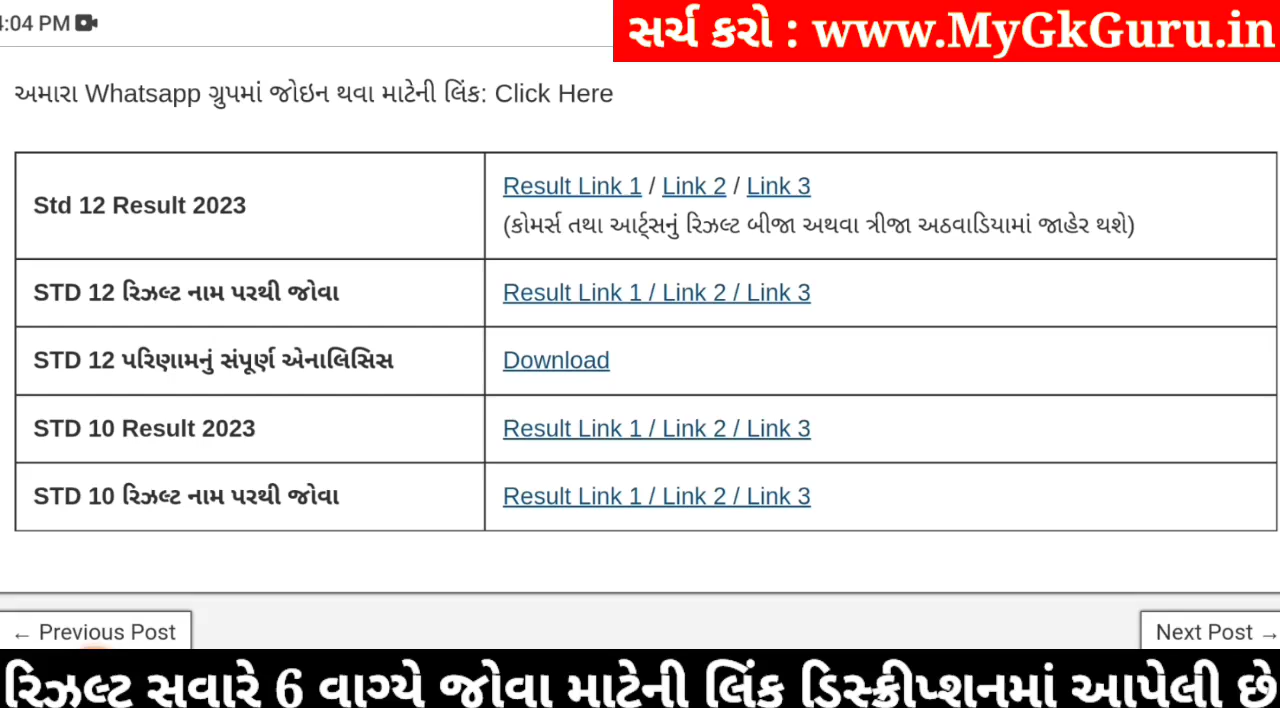 :04 PM
સર્ચ કરો : www.MyGkGuru.in
અમારા Whatsapp ગ્રુપમાં જોઇન થવા માટેની લિંક: Click Here
Std 12 Result 2023
Result Link 1 / Link 2 / Link 3
(કોમર્સ તથા આર્ટ્સનું રિઝલ્ટ બીજા અથવા ત્રીજા અઠવાડિયામાં જાહેર થશે)
STD 12 રિઝલ્ટ નામ પરથી જોવા
Result Link 1 / Link 2 / Link 3
STD 12 પરિણામનું સંપૂર્ણ એનાલિસિસ
Download
STD 10 Result 2023
Result Link 1 / Link 2 / Link 3
STD 10 રિઝલ્ટ નામ પરથી જોવા
Result Link 1 / Link 2 / Link 3
← Previous Post
Next Post →
રિઝલ્ટ સવારે 6 વાગ્યે જોવા માટેની લિંક ડિસ્ક્રીપ્શનમાં આપેલી છે